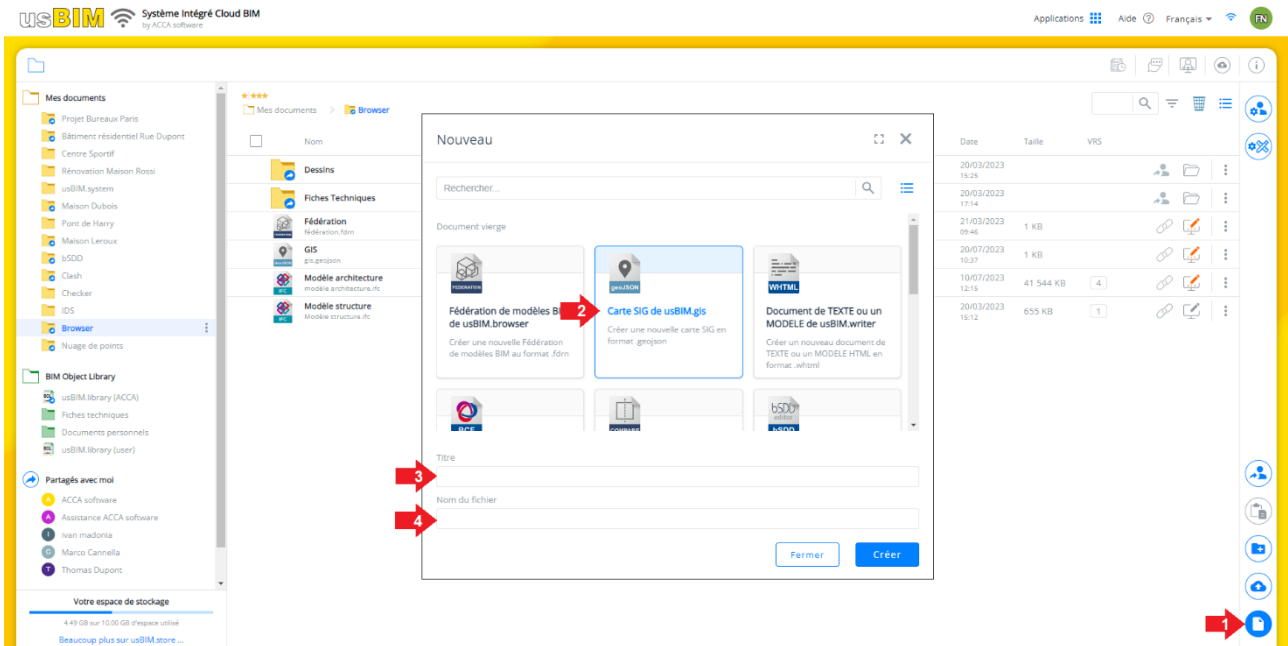 usBIM
Système Intégré Cloud BIM
by ACCA software
Applications
Aide
Français
FN
Mes documents
Projet Bureaux Paris
Bâtiment résidentiel Rue Dupont
Centre Sportif
Rénovation Maison Rossi
usBIM.system
Maison Dubois
Pont de Harry
Maison Leroux
bSDD
Clash
Checker
IDS
Browser
Nuage de points
BIM Object Library
usBIM.library (ACCA)
Fiches techniques
Documents personnels
usBIM.library (user)
Partagés avec moi
A ACCA software
A Assistance ACCA software
I ivan madonia
C Marco Cannella
T Thomas Dupont
Votre espace de stockage
4.49 GB sur 10.00 GB d'espace utilisé
Beaucoup plus sur usBIM.store ...
Mes documents > Browser
Nom
Date Taille VRS
Dessins
20/03/2023
15:25
Fiches Techniques
20/03/2023
17:14
Fédération
fédération.fdrn
21/03/2023
09:46
1 KB
GIS
gis.geojson
20/07/2023
10:37
1 KB
IFC
Modèle architecture
modèle architecture.ifc
10/07/2023
12:15
41 544 KB
4
IFC
Modèle structure
Modèle structure.ifc
20/03/2023
15:12
655 KB
1
Nouveau
Rechercher...
Document vierge
FEDERATION
Fédération de modèles B
de usBIM.browser
Créer une nouvelle Fédération
de modèles BIM au format .fdrn
geoJSON
2
Carte SIG de usBIM.gis
Créer une nouvelle carte SIG en
format .geojson
WHTML
Document de TEXTE ou un
MODELE de usBIM.writer
Créer un nouveau document de
TEXTE ou un MODELE HTML en
format .whtml
BCF
COMPARE
bSDD
editor
bSDD
Titre
3
Nom du fichier
4
Fermer
Créer
1